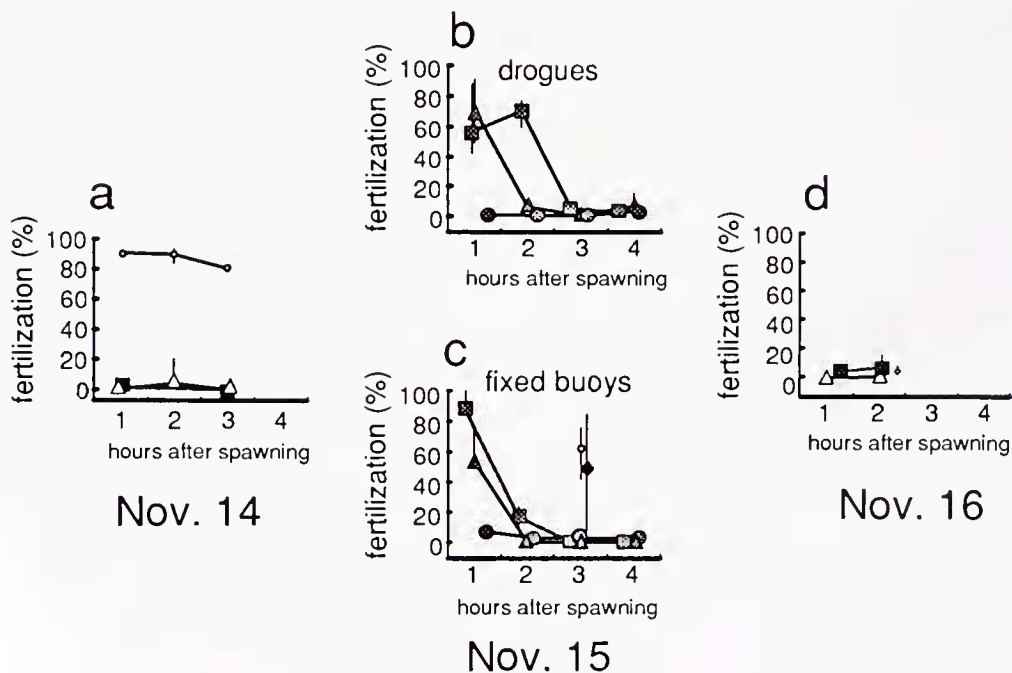 a
fertilization (%)
100
80
60
40
20
0
1 2 3 4
hours after spawning
Nov. 14
b
drogues
fertilization (%)
100
80
60
40
20
0
1 2 3 4
hours after spawning
c
fixed buoys
fertilization (%)
100
80
60
40
20
0
1 2 3 4
hours after spawning
Nov. 15
d
fertilization (%)
100
80
60
40
20
0
1 2 3 4
hours after spawning
Nov. 16